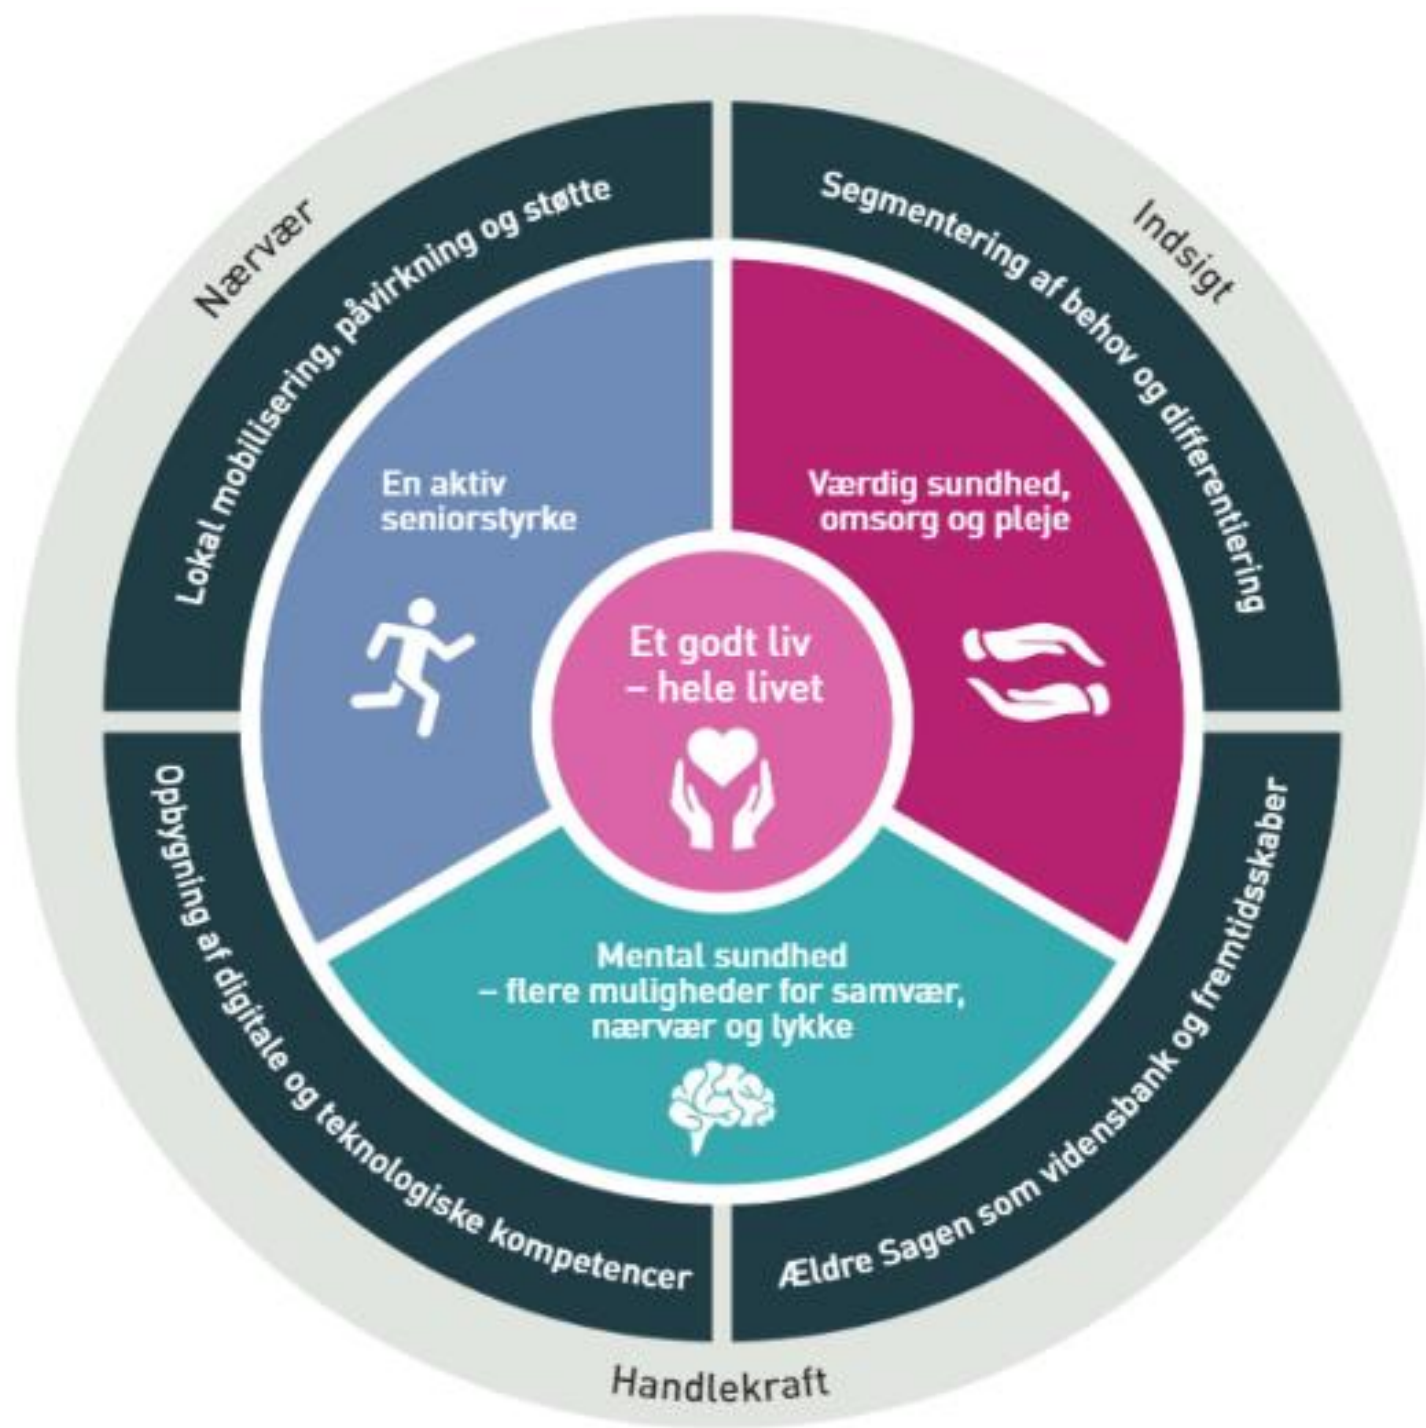 Nærvær
Indsigt
Lokal mobilisering, påvirkning og støtte
Segmentering af behov og differentiering
En aktiv
seniorstyrke
Værdig sundhed,
omsorg og pleje
Et godt liv
– hele livet
Mental sundhed
– flere muligheder for samvær,
nærvær og lykke
Opbygning af digitale og teknologiske kompetencer
Ældre Sagen som vidensbank og fremtidsskaber
Handlekraft